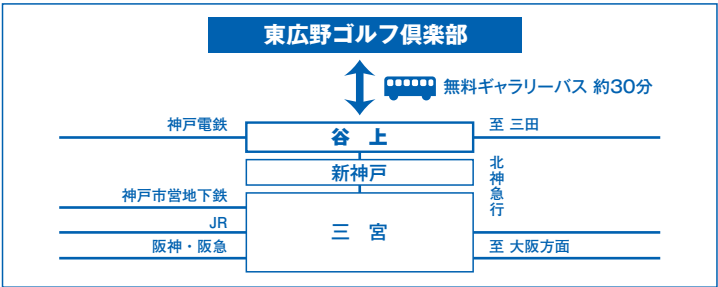 東広野ゴルフ倶楽部
無料ギャラリーバス 約30分
神戸電鉄
谷 上
至 三田
新神戸
北神急行
神戸市営地下鉄
JR
三 宮
阪神・阪急
至 大阪方面